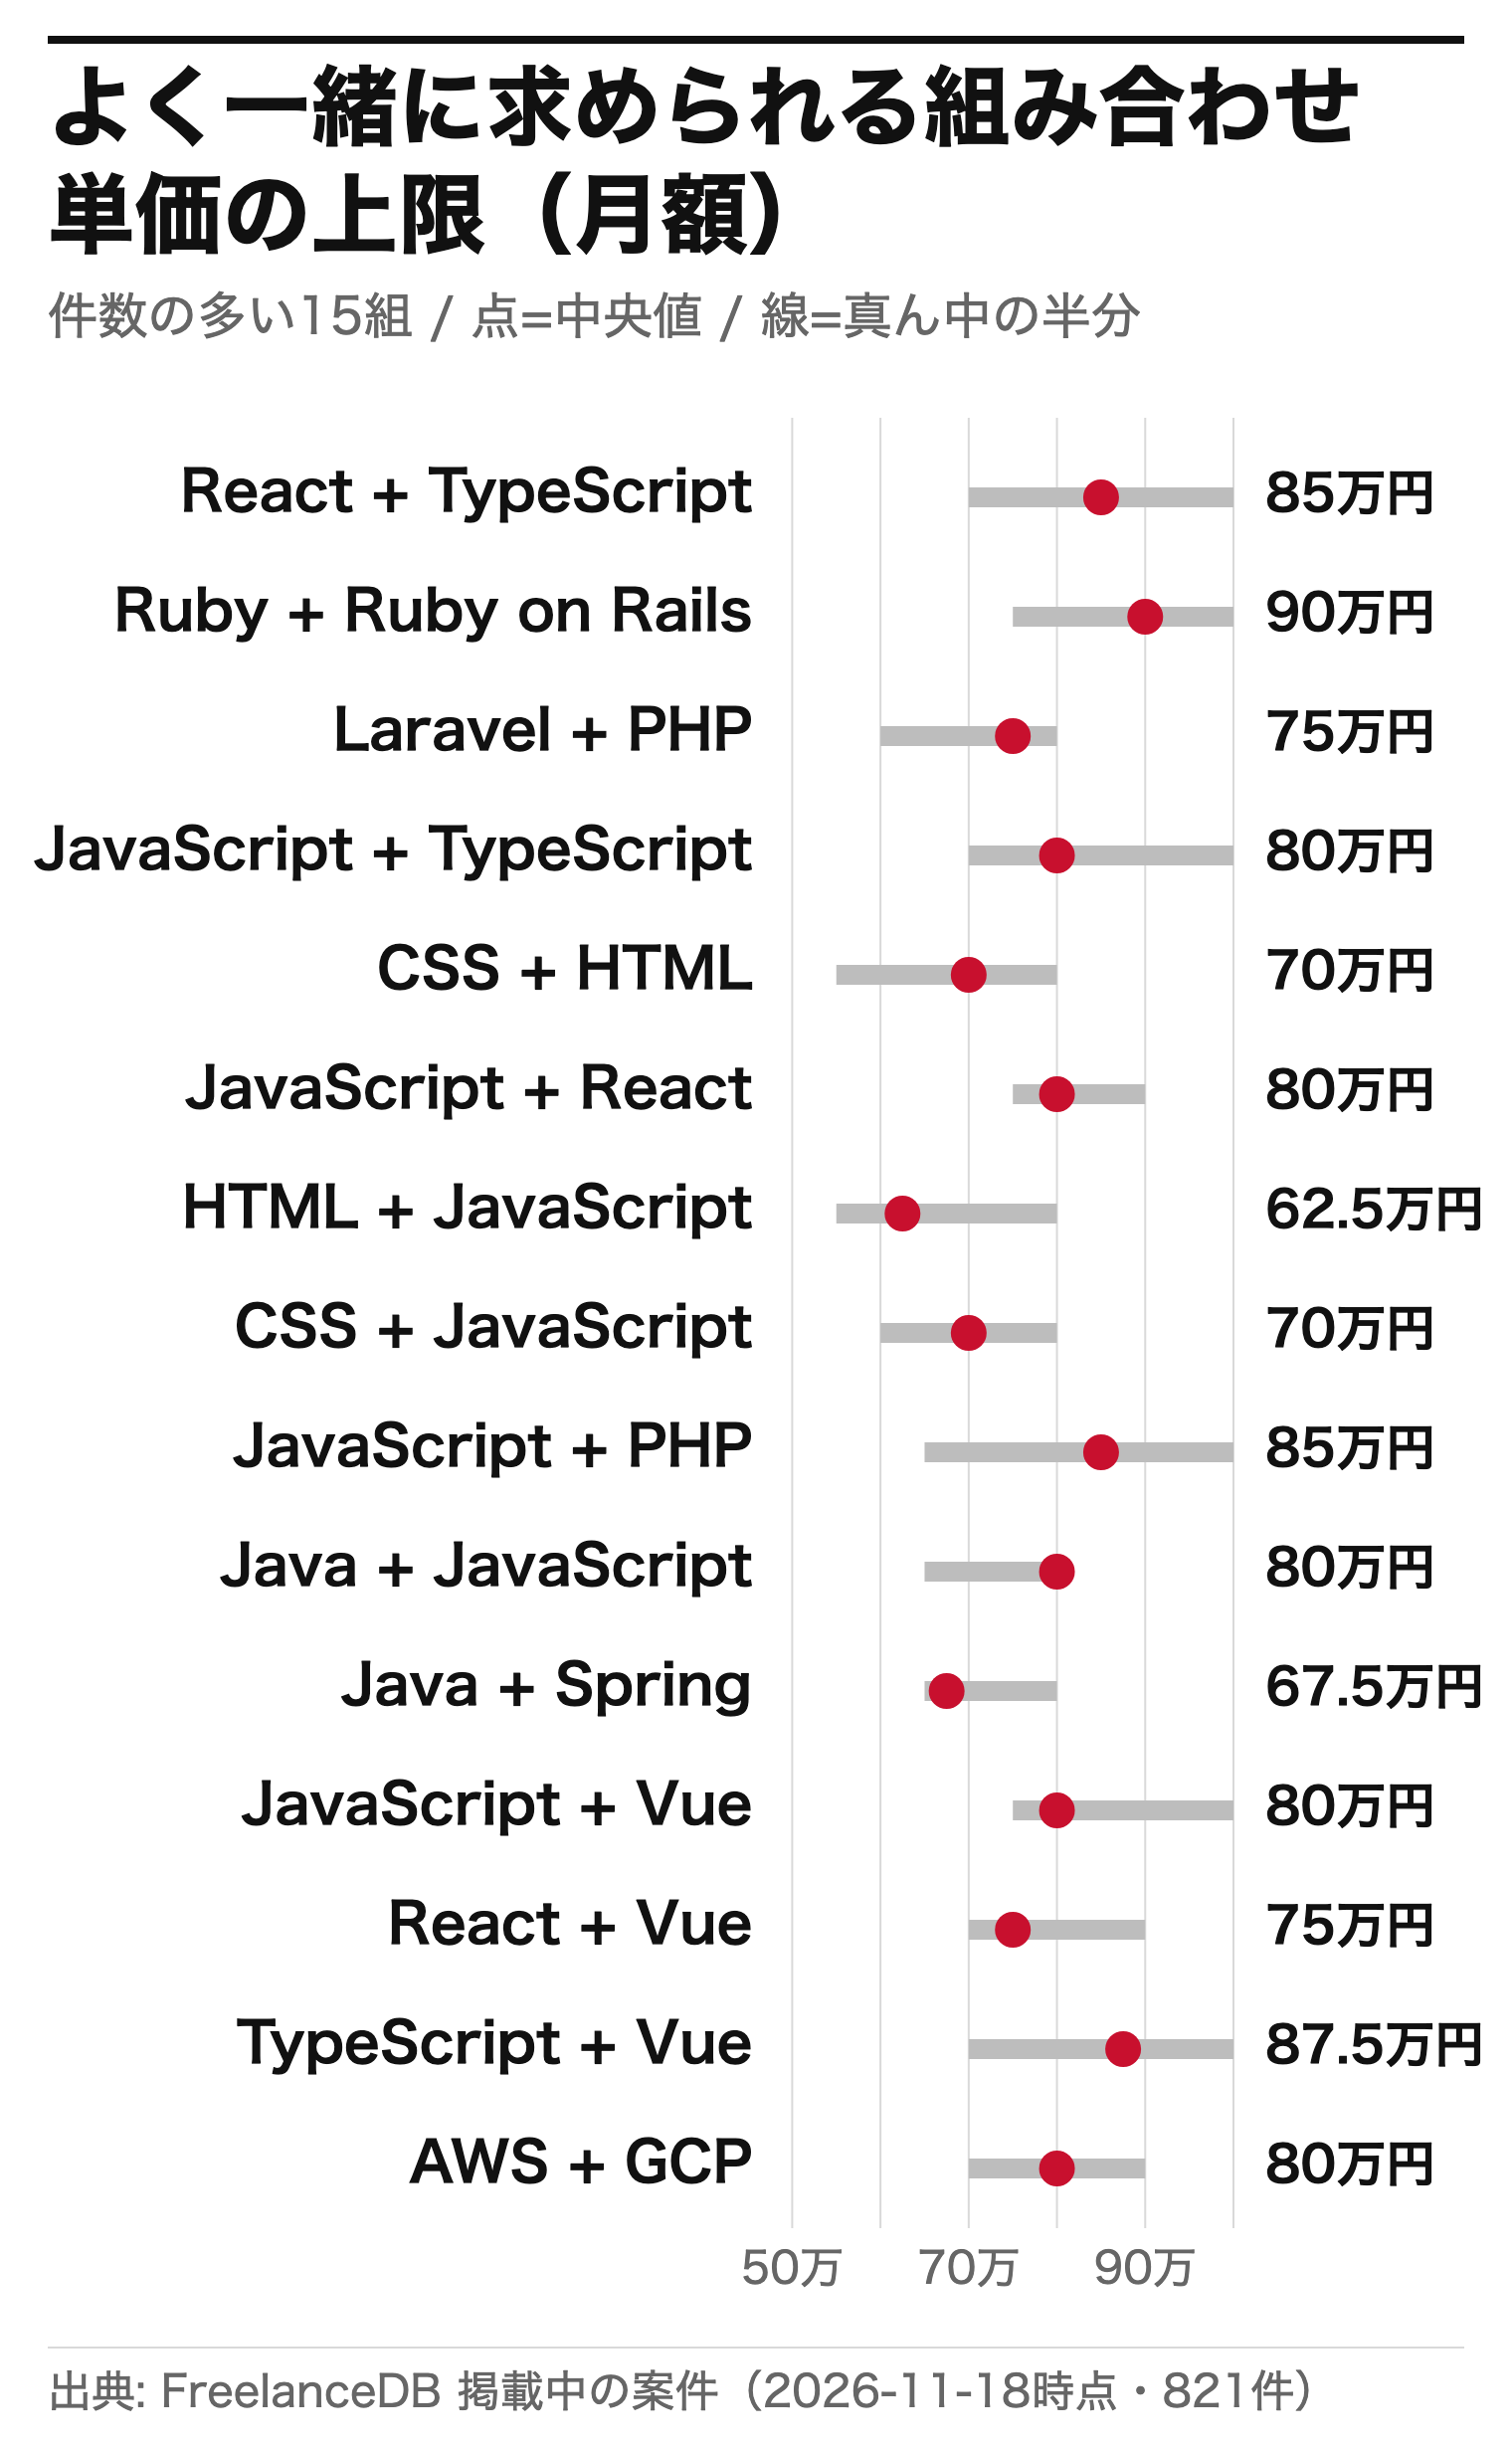 よく一緒に求められる組み合わせ
単価の上限（月額）
件数の多い15組 / 点=中央値 / 線=真ん中の半分
React + TypeScript 85万円
Ruby + Ruby on Rails 90万円
Laravel + PHP 75万円
JavaScript + TypeScript 80万円
CSS + HTML 70万円
JavaScript + React 80万円
HTML + JavaScript 62.5万円
CSS + JavaScript 70万円
JavaScript + PHP 85万円
Java + JavaScript 80万円
Java + Spring 67.5万円
JavaScript + Vue 80万円
React + Vue 75万円
TypeScript + Vue 87.5万円
AWS + GCP 80万円
50万 70万 90万
出典: FreelanceDB 掲載中の案件（2026-11-18時点・821件）